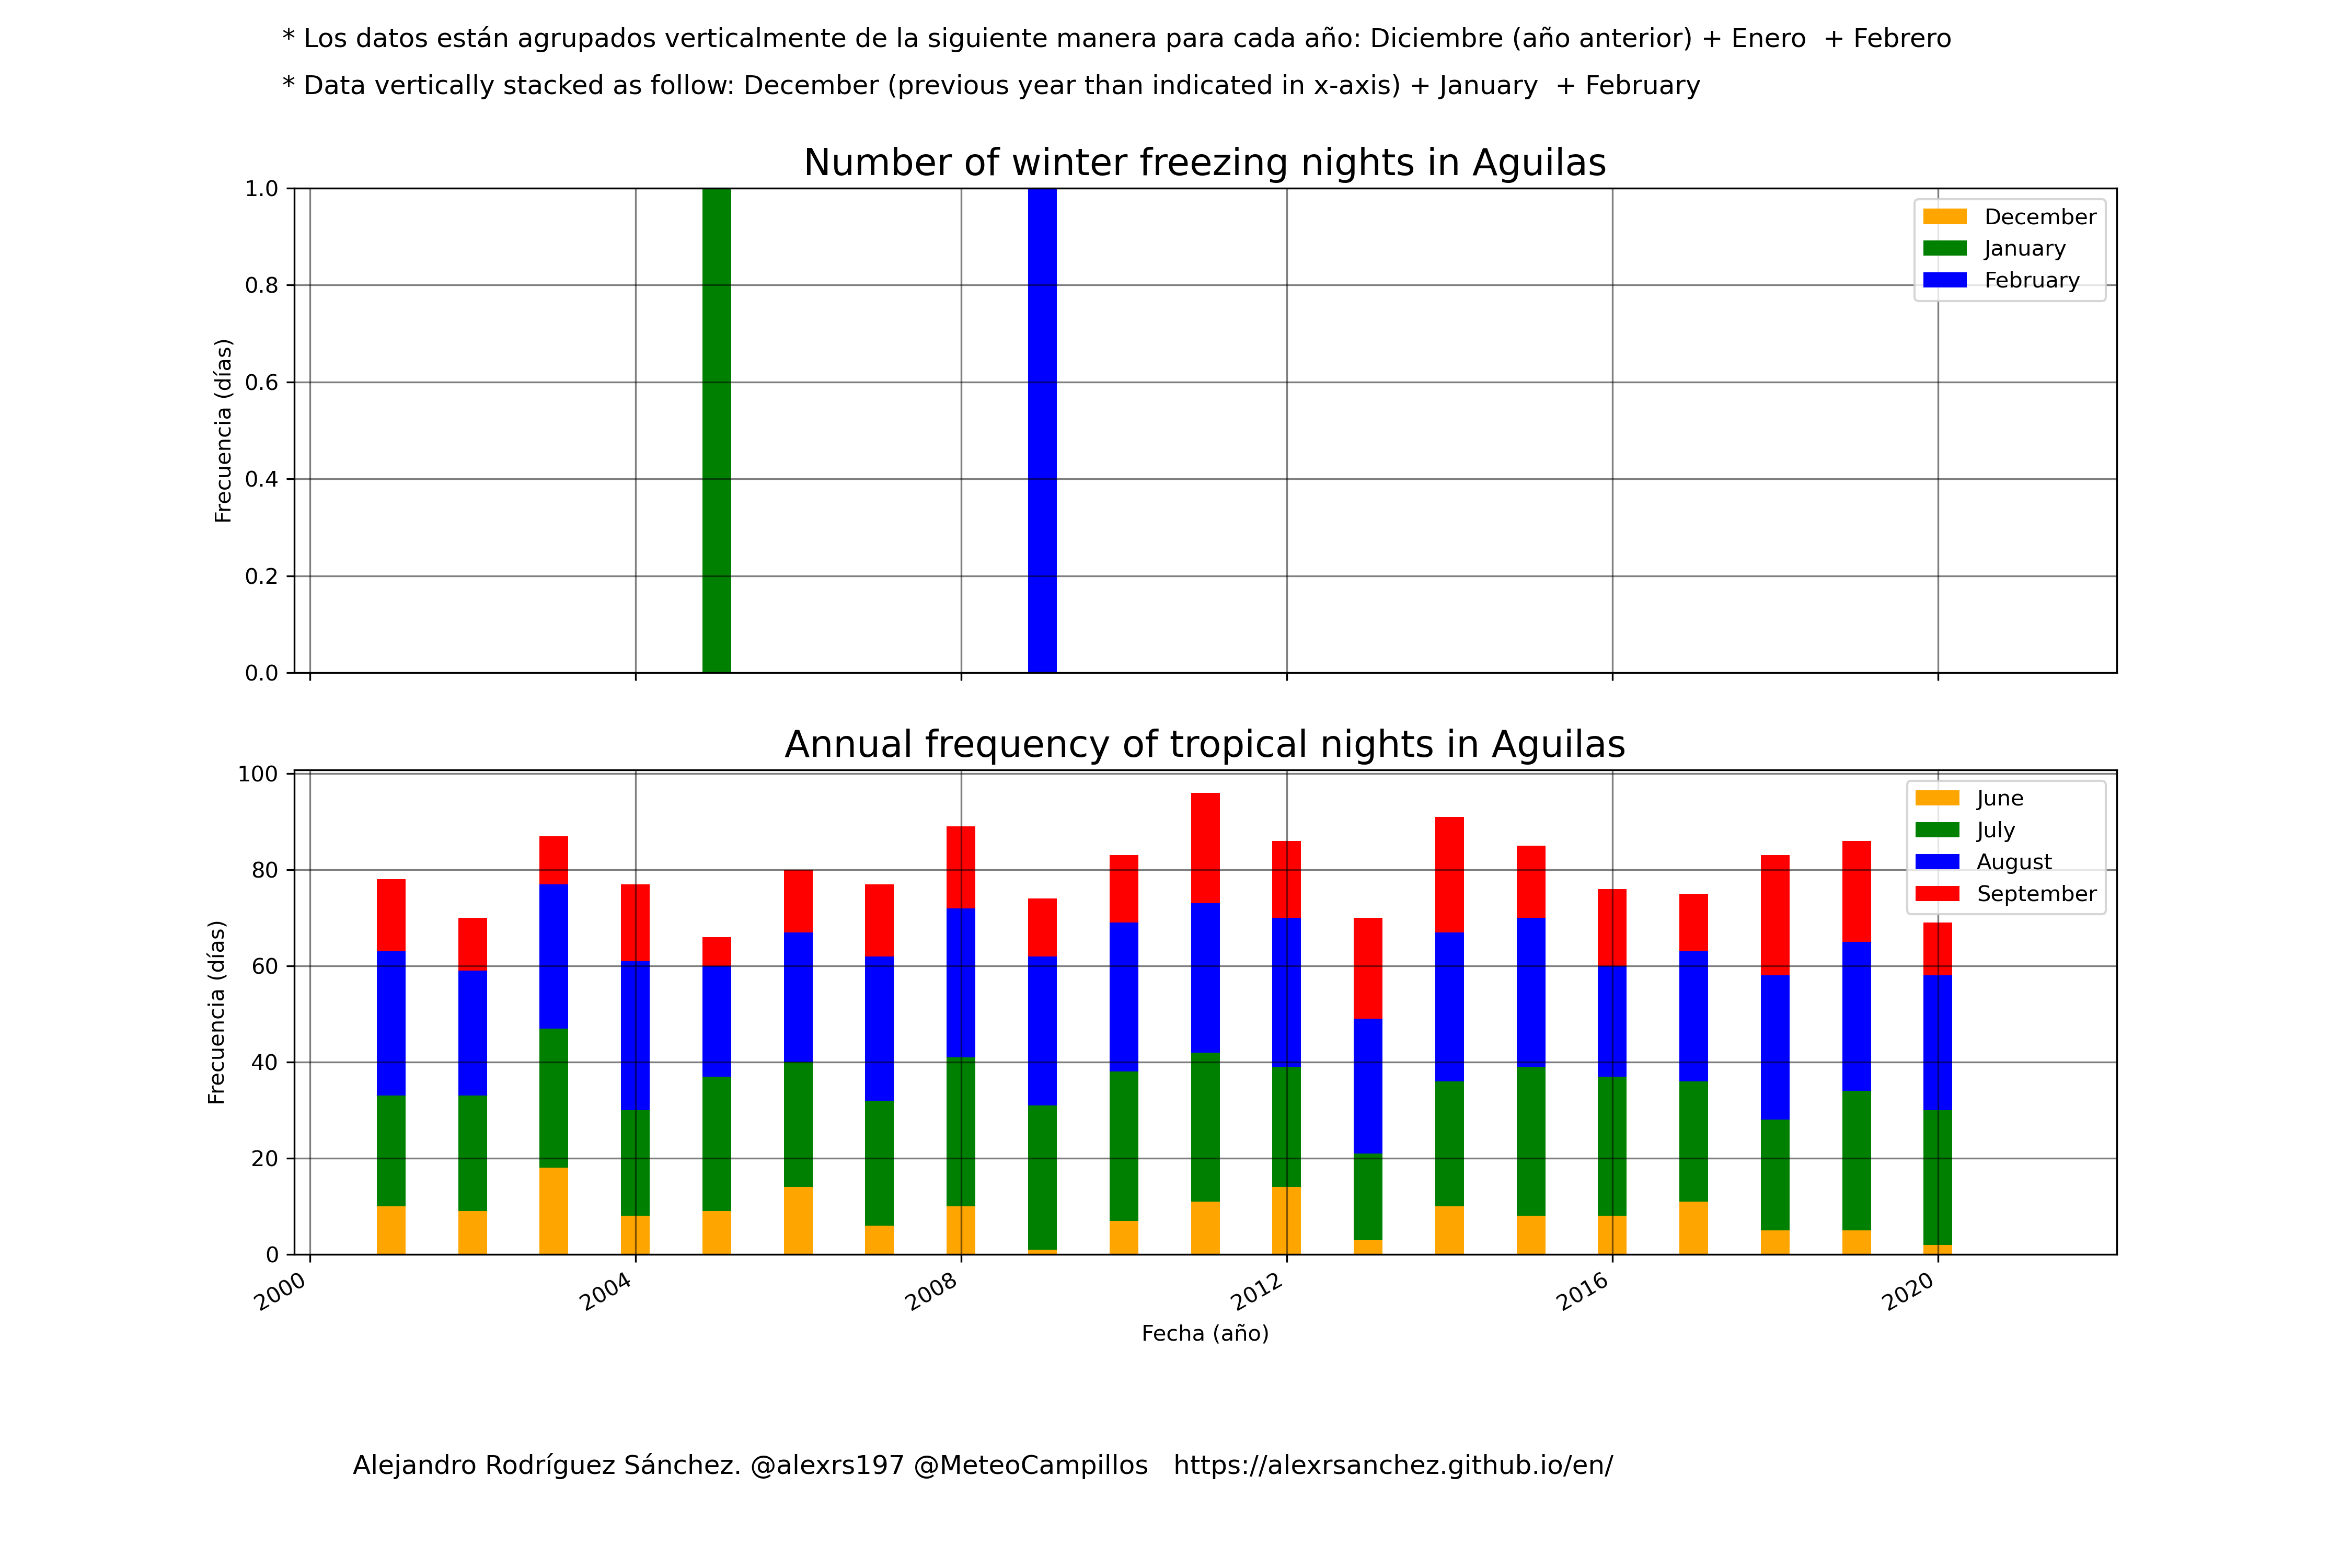 * Los datos están agrupados verticalmente de la siguiente manera para cada año: Diciembre (año anterior) + Enero  + Febrero
* Data vertically stacked as follow: December (previous year than indicated in x-axis) + January  + February
Number of winter freezing nights in Aguilas
1.0
0.8
0.6
0.4
0.2
0.0
Frecuencia (días)
December
January
February
Annual frequency of tropical nights in Aguilas
100
80
60
40
20
0
Frecuencia (días)
June
July
August
September
2000
2004
2008
2012
2016
2020
Fecha (año)
Alejandro Rodríguez Sánchez. @alexrs197 @MeteoCampillos   https://alexrsanchez.github.io/en/